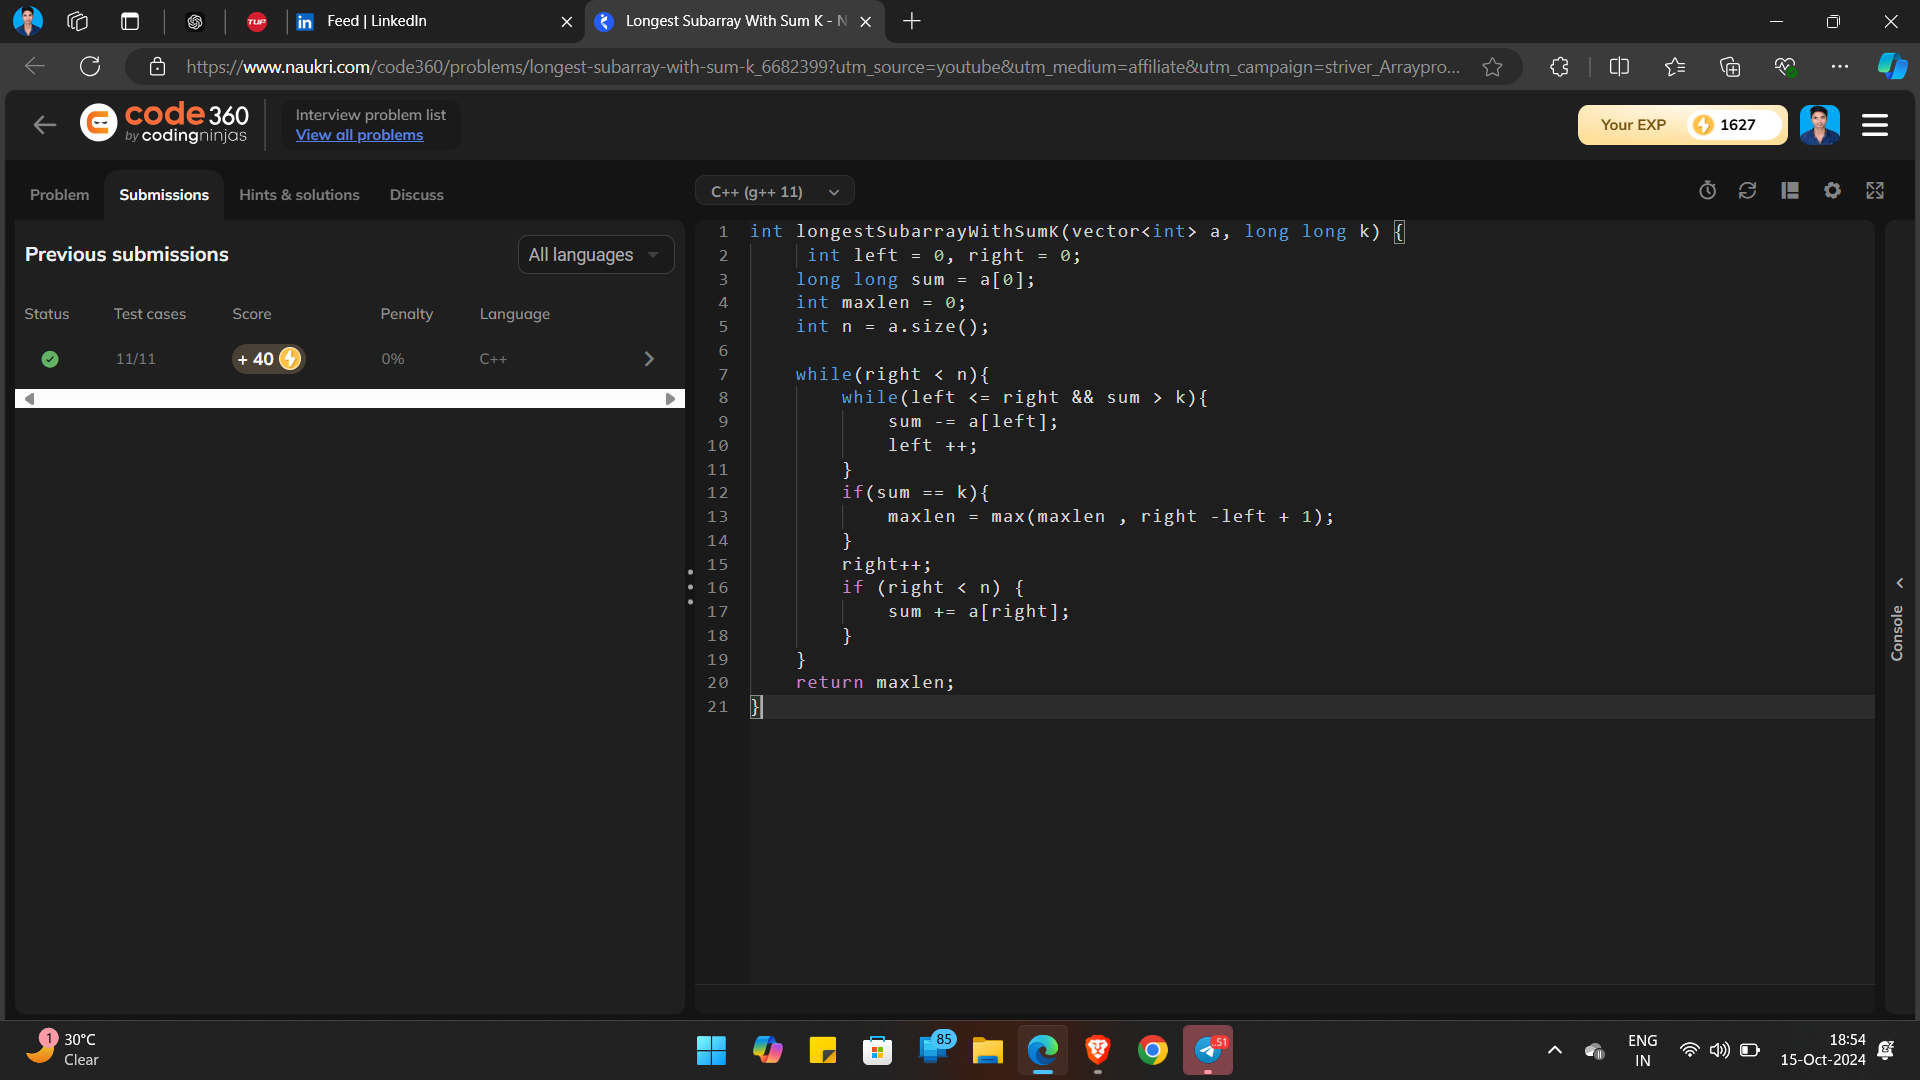 TUF
Feed | LinkedIn
Longest Subarray With Sum K - N
https://www.naukri.com/code360/problems/longest-subarray-with-sum-k_6682399?utm_source=youtube&utm_medium=affiliate&utm_campaign=striver_Arraypro...
code 360
by codingninjas
Interview problem list
View all problems
Your EXP 1627
Problem Submissions Hints & solutions Discuss
Previous submissions
All languages
Status Test cases Score Penalty Language
11/11 + 40 0% C++
C++ (g++ 11)
1 int longestSubarrayWithSumK(vector<int> a, long long k) {
2 int left = 0, right = 0;
3 long long sum = a[0];
4 int maxlen = 0;
5 int n = a.size();
6
7 while(right < n){
8 while(left <= right && sum > k){
9 sum -= a[left];
10 left ++;
11 }
12 if(sum == k){
13 maxlen = max(maxlen , right -left + 1);
14 }
15 right++;
16 if (right < n) {
17 sum += a[right];
18 }
19 }
20 return maxlen;
21 }
Console
1
30°C
Clear
85
51
ENG
IN
18:54
15-Oct-2024